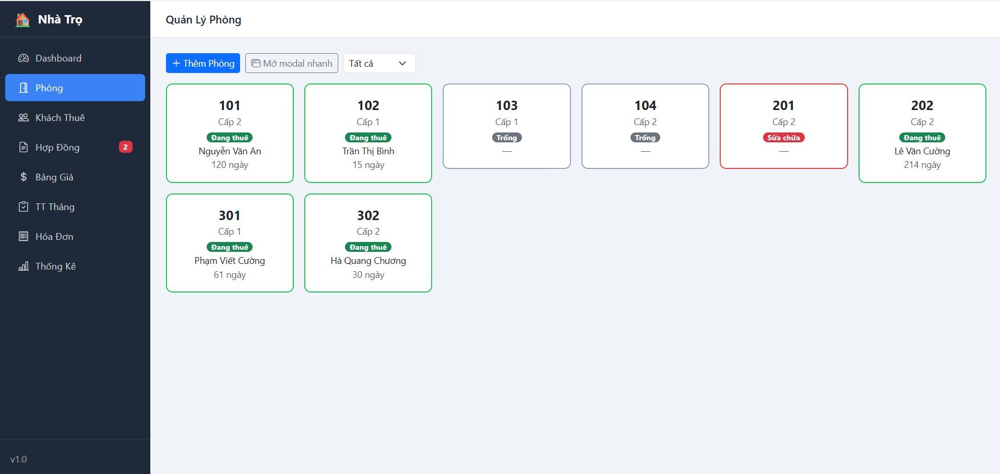 Nhà Trọ
Dashboard
Phòng
Khách Thuê
Hợp Đồng 2
Bảng Giá
TT Tháng
Hóa Đơn
Thống Kê
v1.0
Quản Lý Phòng
+ Thêm Phòng
Mở modal nhanh
Tất cả
101
Cấp 2
Đang thuê
Nguyễn Văn An
120 ngày
102
Cấp 1
Đang thuê
Trần Thị Bình
15 ngày
103
Cấp 1
Trống
—
104
Cấp 2
Trống
—
201
Cấp 2
Sửa chữa
—
202
Cấp 2
Đang thuê
Lê Văn Cường
214 ngày
301
Cấp 1
Đang thuê
Phạm Viết Cường
61 ngày
302
Cấp 2
Đang thuê
Hà Quang Chương
30 ngày